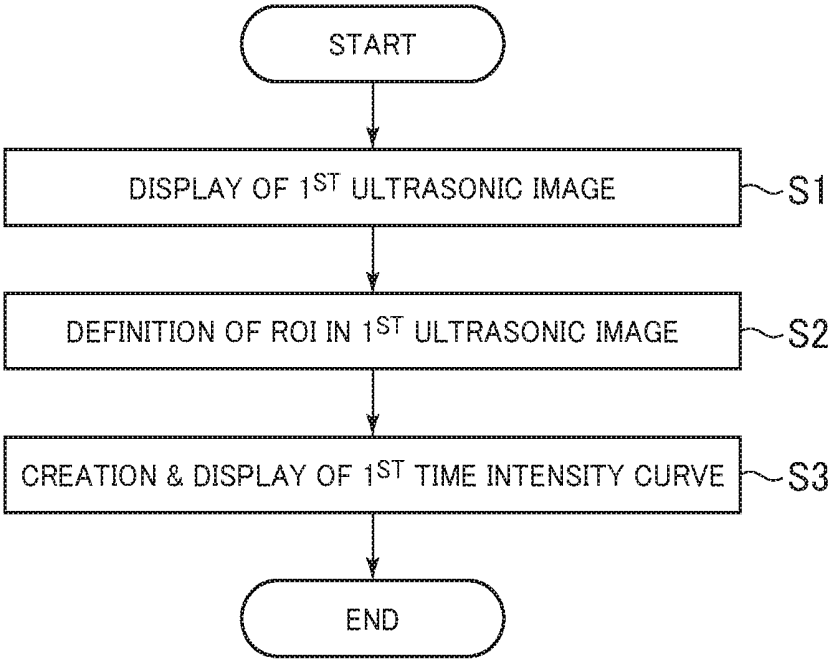 START
DISPLAY OF 1ST ULTRASONIC IMAGE S1
DEFINITION OF ROI IN 1ST ULTRASONIC IMAGE S2
CREATION & DISPLAY OF 1ST TIME INTENSITY CURVE S3
END